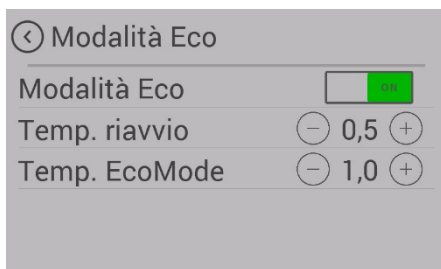 Modalità Eco
Modalità Eco ON
Temp. riavvio - 0,5 +
Temp. EcoMode - 1,0 +